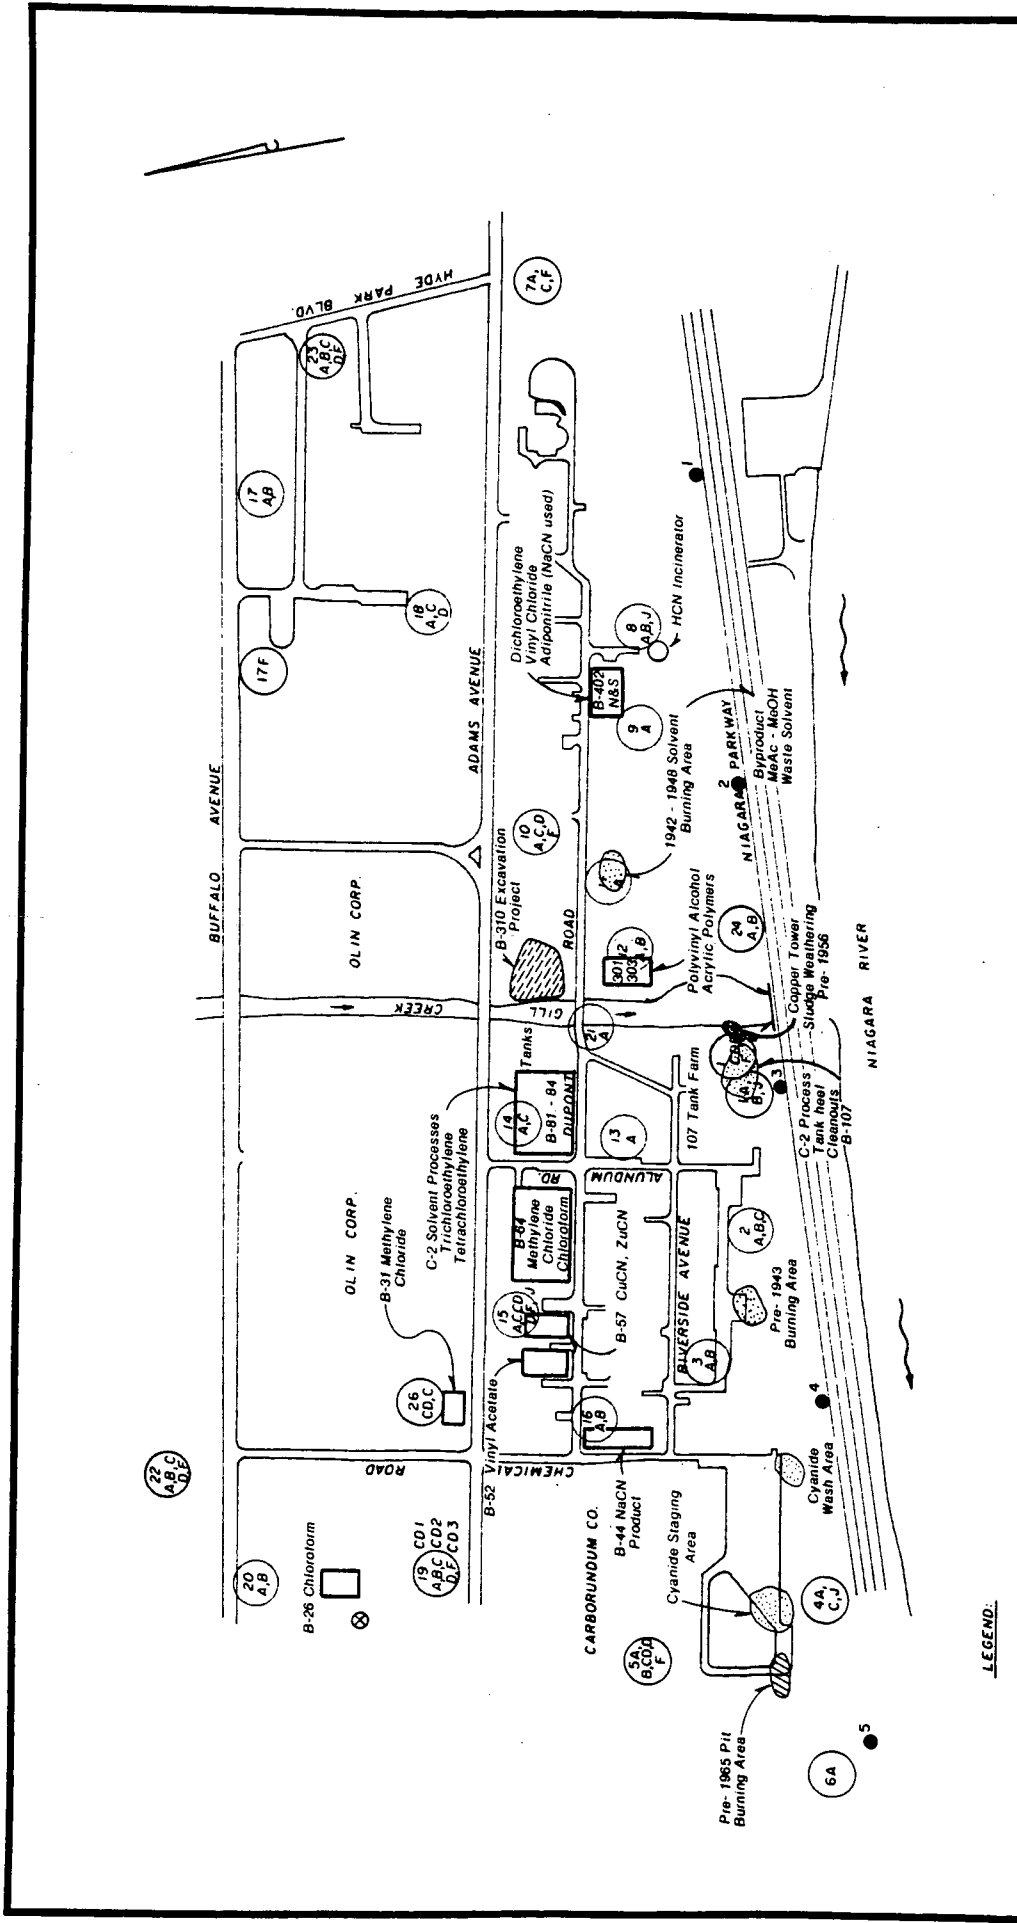 BUFFALO AVENUE
HYDE PARK BLVD.
ADAMS AVENUE
OLIN CORP.
OLIN CORP.
22
A,B,C
D,F
20
A,B
B-26 Chloroform
19
A,B,C
D,F
CD1
CD2
CD3
26
CD,C
B-31 Methylene
Chloride
C-2 Solvent Processes
Trichloroethylene
Tetrachloroethylene
17F
17
A,B
18
A,C
D
23
A,B,C
D,F
7A,
C,F
GILL CREEK
B-310 Excavation
Project
10
A,C,D
F
Dichloroethylene
Vinyl Chloride
Adiponitrile (NaCN used)
B-52 Vinyl Acetate
15
A,C,CD
D,F, J
B-64
Methylene
Chloride
Chloroform
14
A,C
B-81 - 84
Tanks
DUPONT
ROAD
CHEMICAL
ROAD
ALUNDUM
RD.
CARBORUNDUM CO.
B-44 NaCN
Product
16
A,B
B-57 CuCN, ZuCN
13
A
21
A
301
303
12
A,B
9
A
B-402
N&S
8
A,B,J
HCN Incinerator
5A,
B,CD,D
F
Cyanide Staging
Area
RIVERSIDE AVENUE
3
A,B
107 Tank Farm
Polyvinyl Alcohol
Acrylic Polymers
1942 - 1948 Solvent
Burning Area
Pre- 1965 Pit
Burning Area
2
A,B,C
Pre- 1943
Burning Area
1A,
B,J
24
A,B
NIAGARA PARKWAY
Byproduct
MeAc - MeOH
Waste Solvent
Copper Tower
Sludge Weathering
Pre- 1956
C-2 Process
Tank heel
Cleanouts
B-107
Cyanide
Wash Area
4A,
C,J
6A
5
4
3
2
1
NIAGARA RIVER
LEGEND: